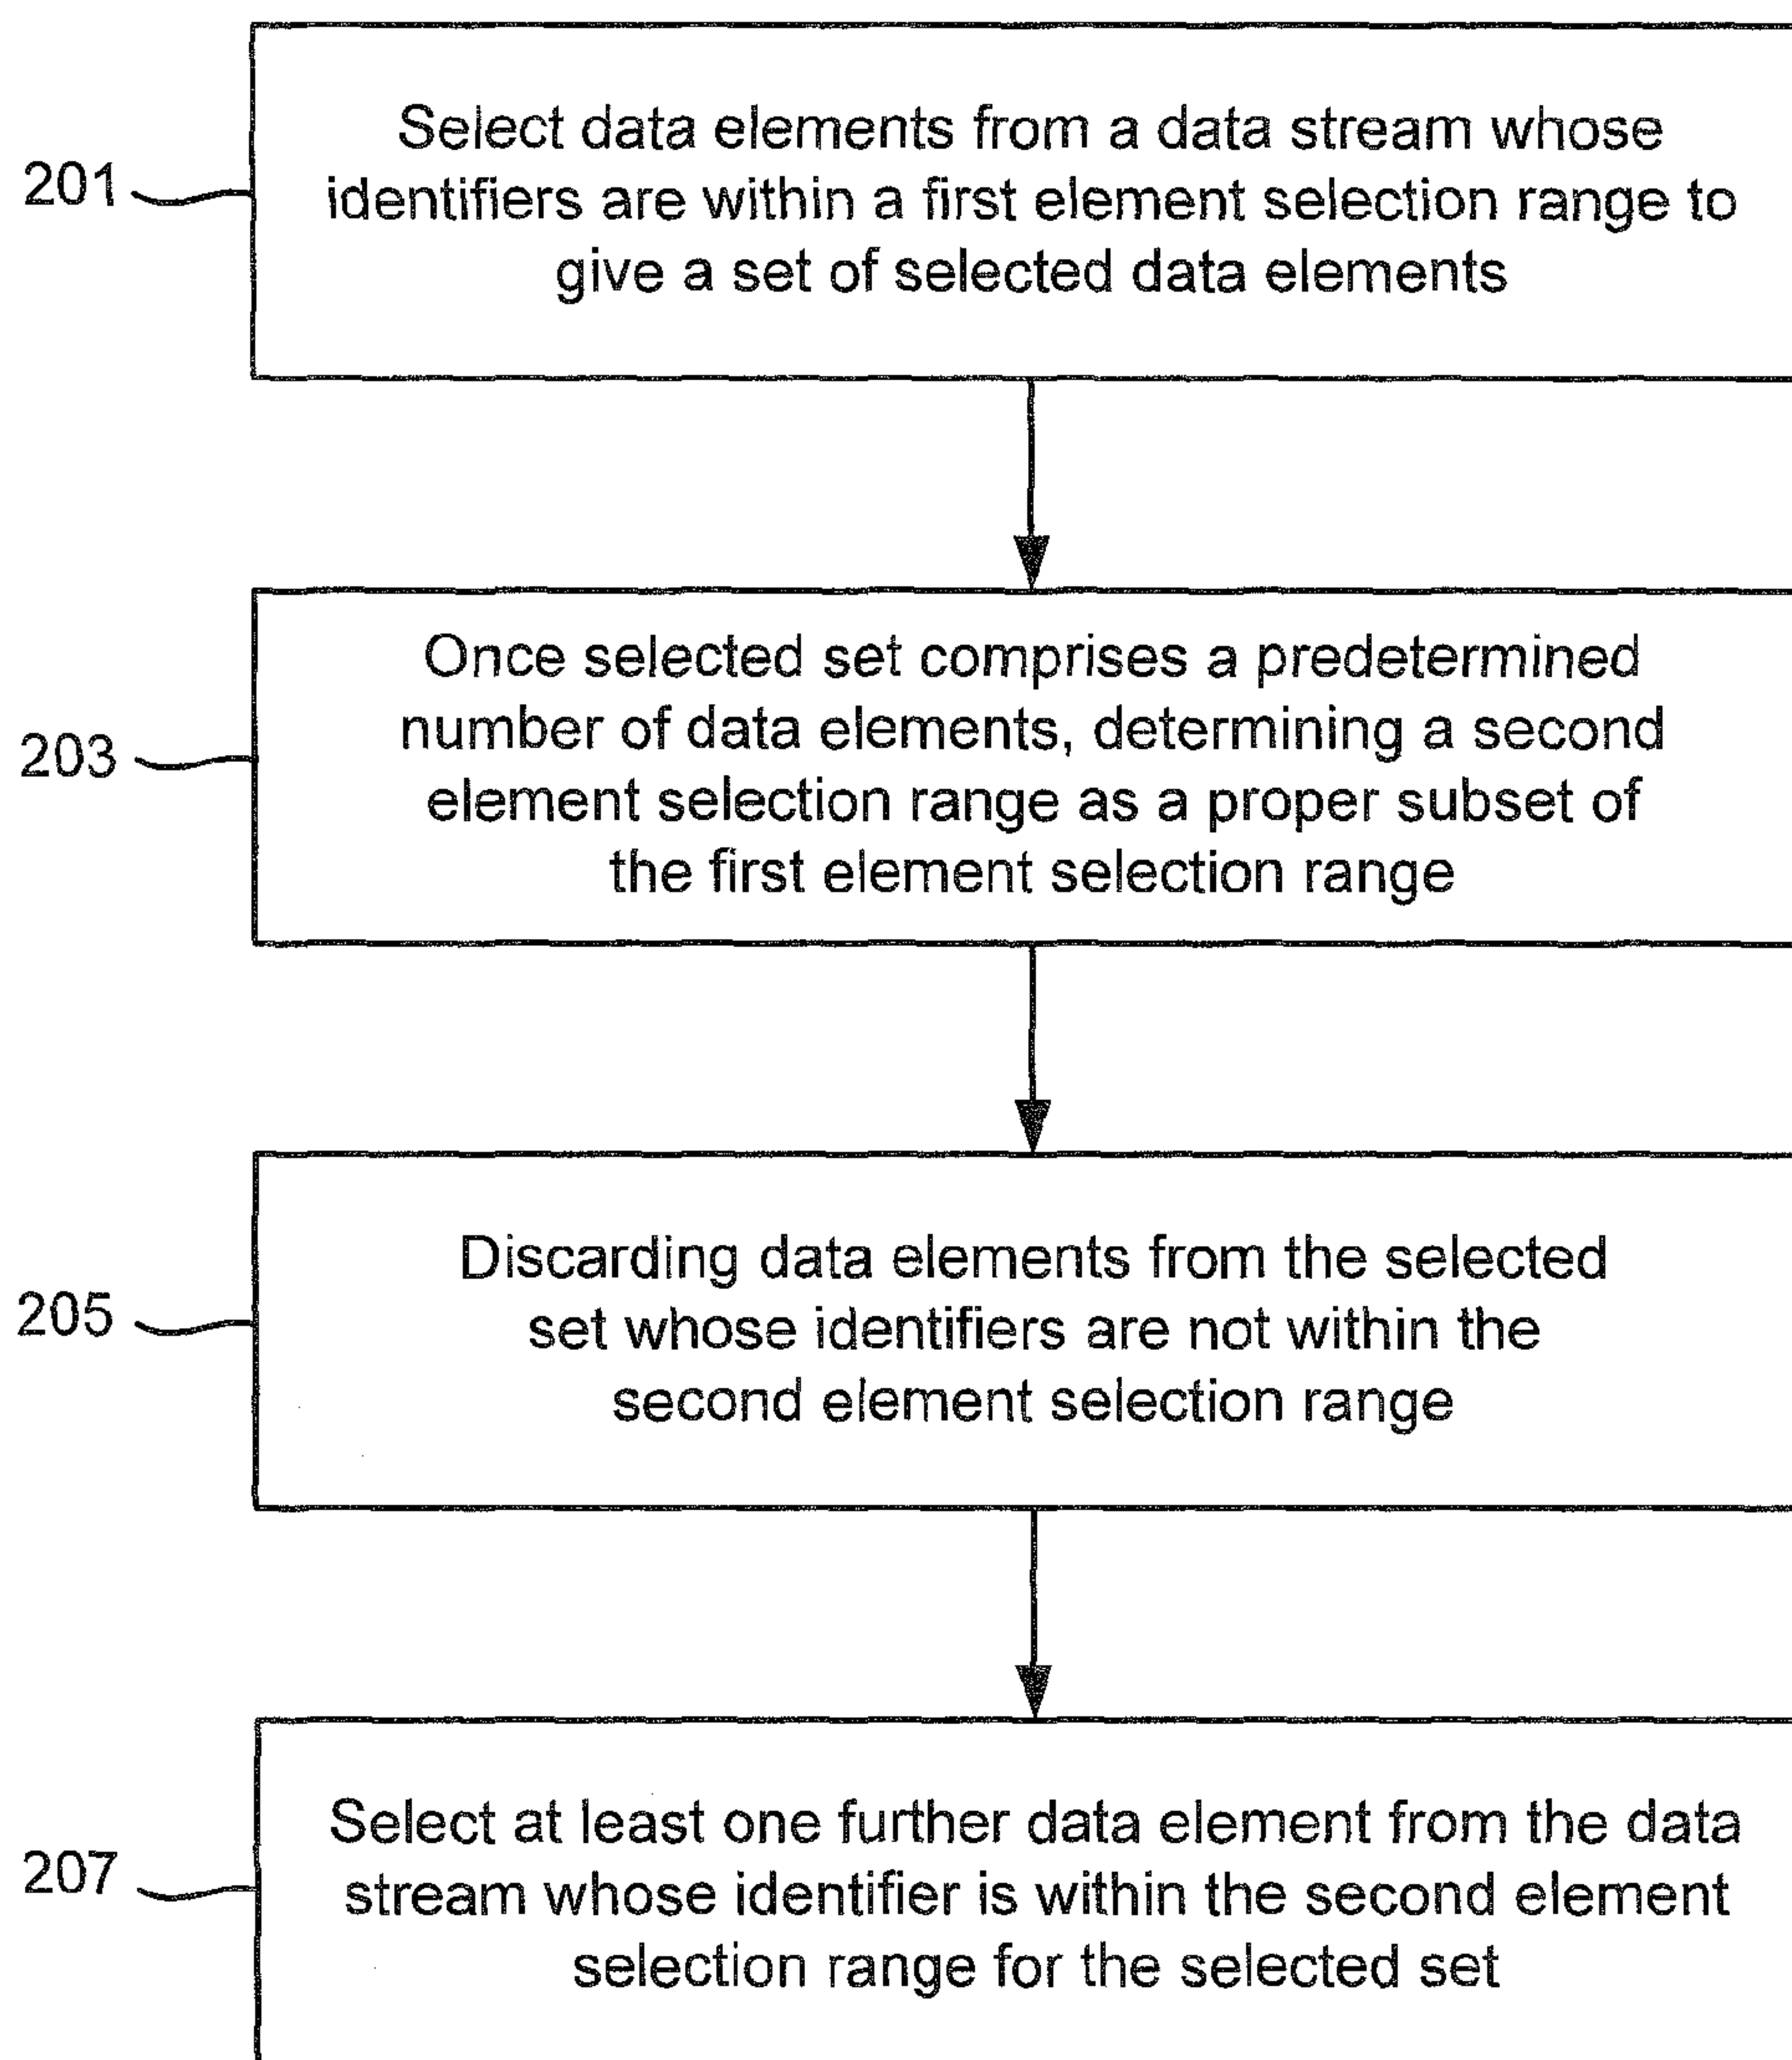 201
Select data elements from a data stream whose
identifiers are within a first element selection range to
give a set of selected data elements
203
Once selected set comprises a predetermined
number of data elements, determining a second
element selection range as a proper subset of
the first element selection range
205
Discarding data elements from the selected
set whose identifiers are not within the
second element selection range
207
Select at least one further data element from the data
stream whose identifier is within the second element
selection range for the selected set